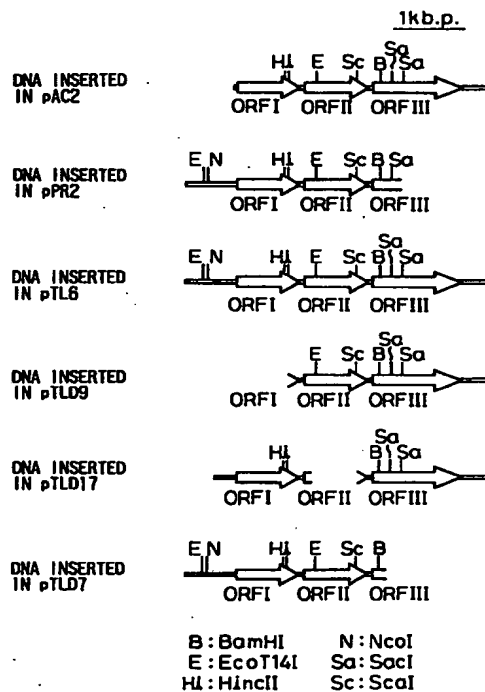 1kb.p.
Sa
Hi E Sc B Sa
DNA INSERTED
IN pAC2
ORFI ORFII ORFIII
E N Hi E Sc B Sa
DNA INSERTED
IN pPR2
ORFI ORFII ORFIII
Sa
E N Hi E Sc B Sa
DNA INSERTED
IN pTL6
ORFI ORFII ORFIII
Sa
E Sc B Sa
DNA INSERTED
IN pTLD9
ORFI ORFII ORFIII
Sa
Hi B Sa
DNA INSERTED
IN pTLD17
ORFI ORFII ORFIII
E N Hi E Sc B
DNA INSERTED
IN pTLD7
ORFI ORFII ORFIII
B:BamHI N:NcoI
E:EcoT14I Sa:SacI
Hi:HincII Sc:ScaI